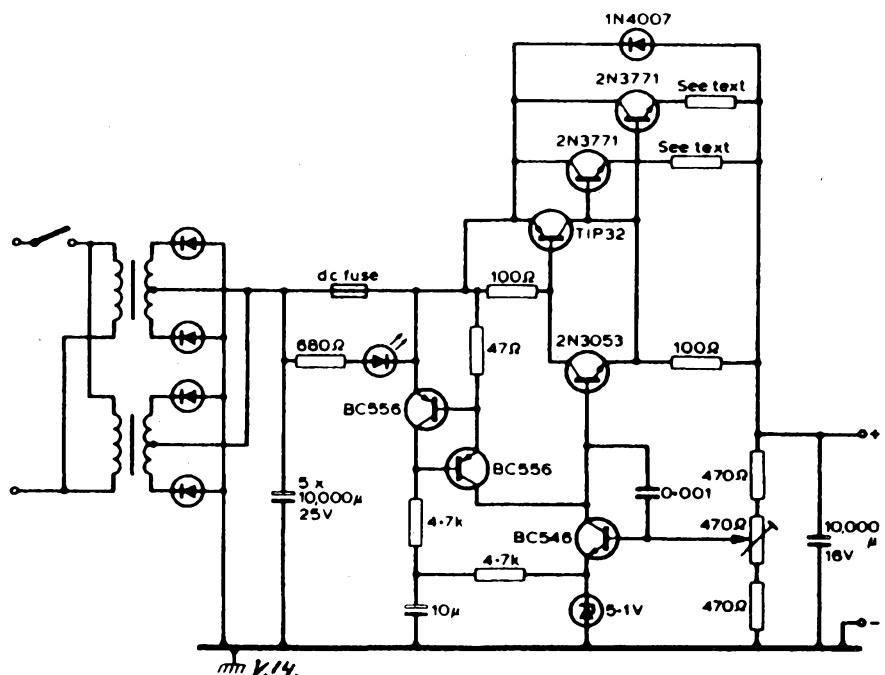 1N4007
2N3771
See text
2N3771
See text
TIP32
dc fuse
100Ω
680Ω
47Ω
2N3053
100Ω
BC556
BC556
5 x
10,000µ
25V
4·7k
0·001
470Ω
BC546
470Ω
10,000
µ
16V
4·7k
10µ
5·1V
470Ω
+
-
V.14.